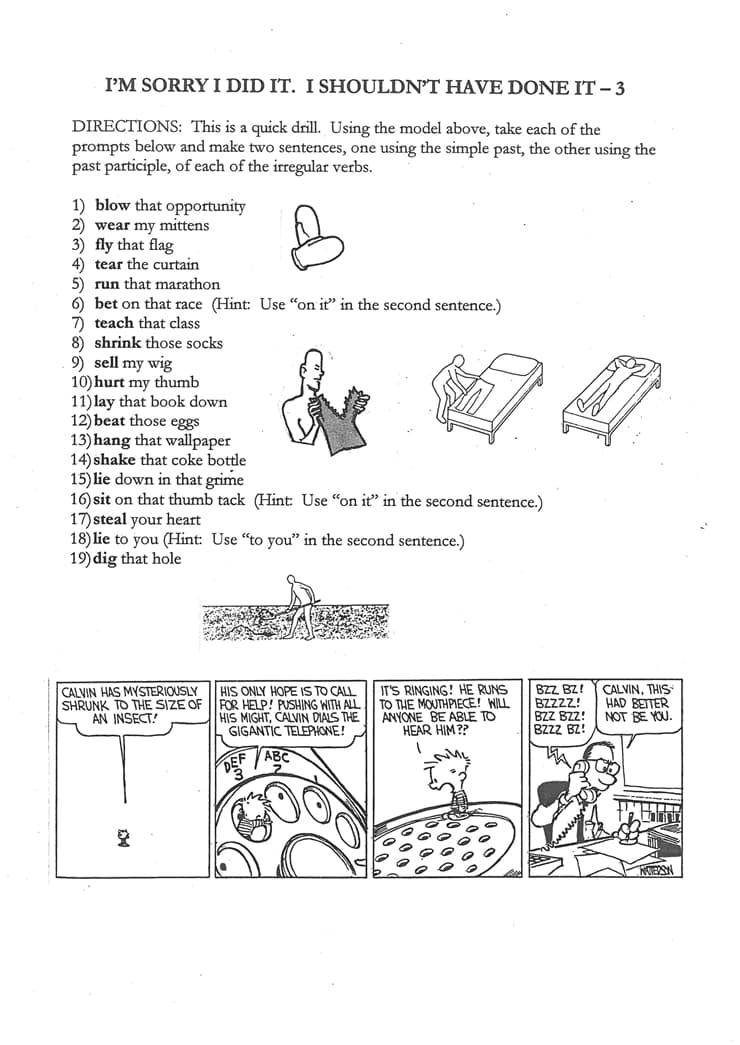 I'M SORRY I DID IT. I SHOULDN'T HAVE DONE IT – 3
DIRECTIONS: This is a quick drill. Using the model above, take each of the
prompts below and make two sentences, one using the simple past, the other using the
past participle, of each of the irregular verbs.
1) blow that opportunity
2) wear my mittens
3) fly that flag
4) tear the curtain
5) run that marathon
6) bet on that race (Hint: Use "on it" in the second sentence.)
7) teach that class
8) shrink those socks
9) sell my wig
10) hurt my thumb
11) lay that book down
12) beat those eggs
13) hang that wallpaper
14) shake that coke bottle
15) lie down in that grime
16) sit on that thumb tack (Hint: Use "on it" in the second sentence.)
17) steal your heart
18) lie to you (Hint: Use "to you" in the second sentence.)
19) dig that hole
CALVIN HAS MYSTERIOUSLY
SHRUNK TO THE SIZE OF
AN INSECT!
HIS ONLY HOPE IS TO CALL
FOR HELP! PUSHING WITH ALL
HIS MIGHT, CALVIN DIALS THE
GIGANTIC TELEPHONE!
DEF
3
ABC
2
1
IT'S RINGING! HE RUNS
TO THE MOUTHPIECE! WILL
ANYONE BE ABLE TO
HEAR HIM??
BZZ BZ!
BZZZZ!
BZZ BZZ!
BZZZ BZ!
CALVIN, THIS
HAD BETTER
NOT BE YOU.
WATTERSON